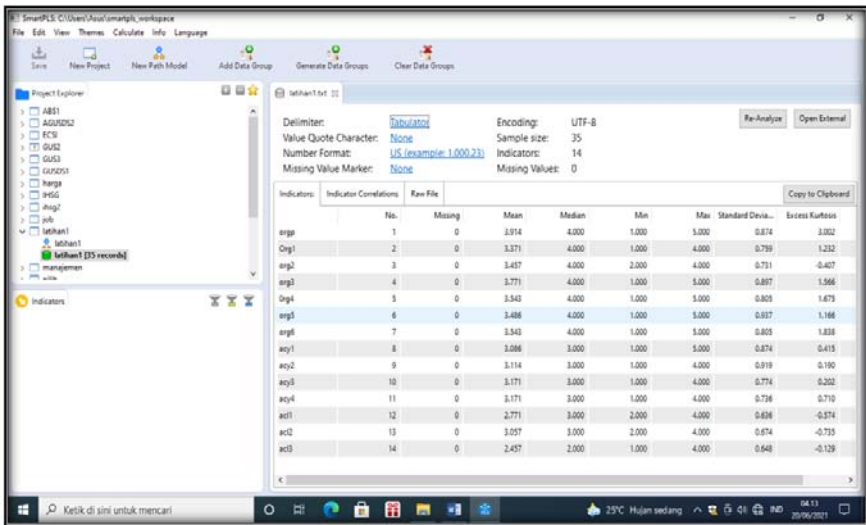 SmartPLS: C:\Users\Asus\smartpls_workspace
File Edit View Themes Calculate Info Language
Save New Project New Path Model Add Data Group Generate Data Groups Clear Data Groups
Project Explorer
ABS1
AGUSDS2
ECSI
GUS2
GUS3
GUSDS1
harga
IHSG
ihsg2
job
latihan1
latihan1
latihan1 [35 records]
manajemen
Indicators
latihan1.txt
Delimiter: Tabulator Encoding: UTF-8 Re-Analyze Open External
Value Quote Character: None Sample size: 35
Number Format: US (example: 1,000.23) Indicators: 14
Missing Value Marker: None Missing Values: 0
Indicators: Indicator Correlations Raw File Copy to Clipboard
No. Missing Mean Median Min Max Standard Devia... Excess Kurtosis
orgp 1 0 3.914 4.000 1.000 5.000 0.874 3.002
Org1 2 0 3.371 4.000 1.000 4.000 0.759 1.232
org2 3 0 3.457 4.000 2.000 4.000 0.731 -0.407
org3 4 0 3.771 4.000 1.000 5.000 0.897 1.566
Org4 5 0 3.543 4.000 1.000 5.000 0.805 1.675
org5 6 0 3.486 4.000 1.000 5.000 0.937 1.166
org6 7 0 3.543 4.000 1.000 5.000 0.805 1.838
acy1 8 0 3.086 3.000 1.000 5.000 0.874 0.415
acy2 9 0 3.114 3.000 1.000 4.000 0.919 0.190
acy3 10 0 3.171 3.000 1.000 4.000 0.774 0.202
acy4 11 0 3.171 3.000 1.000 4.000 0.736 0.710
acl1 12 0 2.771 3.000 2.000 4.000 0.636 -0.574
acl2 13 0 3.057 3.000 2.000 4.000 0.674 -0.735
acl3 14 0 2.457 2.000 1.000 4.000 0.648 -0.129
Ketik di sini untuk mencari 25°C Hujan sedang IND 04.13
20/06/2021